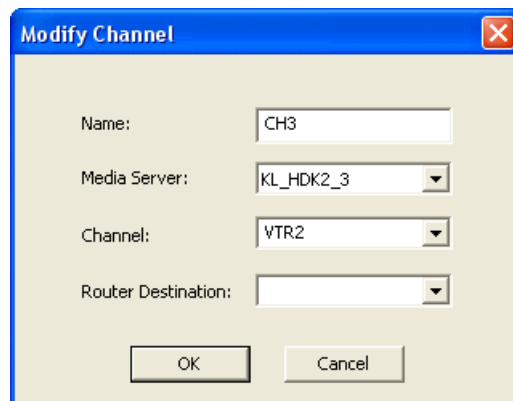 Modify Channel
Name: CH3
Media Server: KL_HDK2_3
Channel: VTR2
Router Destination:
OK Cancel